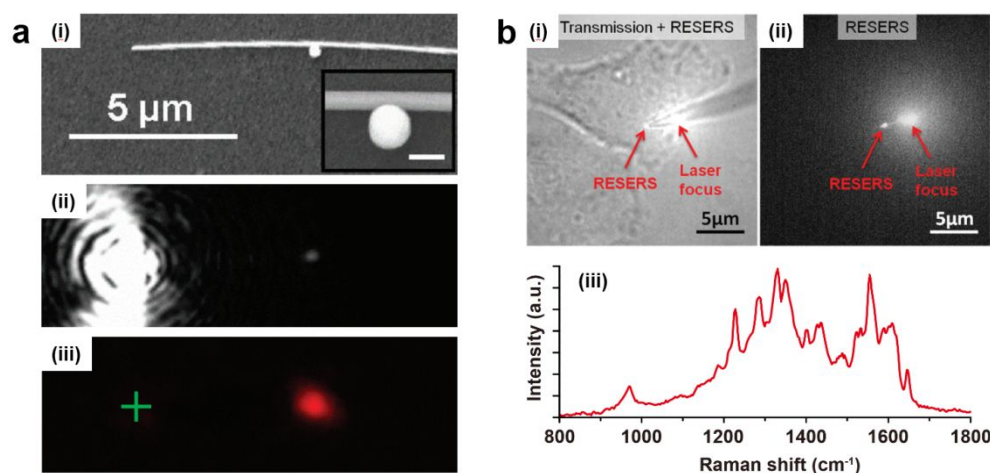 a
(i)
5 µm
(ii)
(iii)
b
(i)
Transmission + RESERS
RESERS
Laser
focus
5µm
(ii)
RESERS
RESERS
Laser
focus
5µm
(iii)
Intensity (a.u.)
800 1000 1200 1400 1600 1800
Raman shift (cm⁻¹)